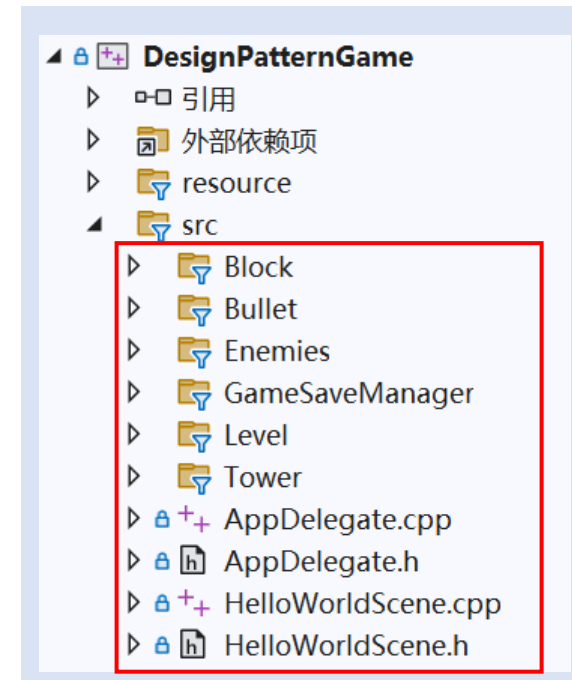 DesignPatternGame
引用
外部依赖项
resource
src
Block
Bullet
Enemies
GameSaveManager
Level
Tower
AppDelegate.cpp
AppDelegate.h
HelloWorldScene.cpp
HelloWorldScene.h